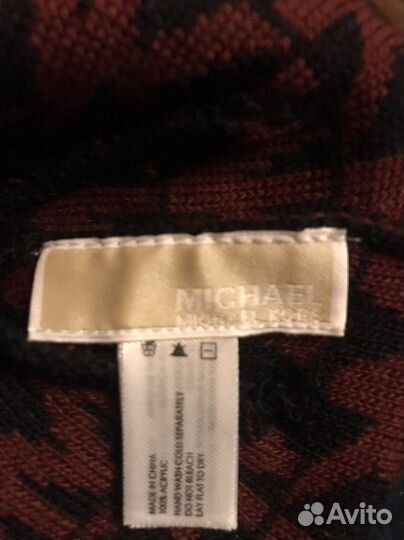 MICHAEL
MICHAEL KORS
MADE IN CHINA
100% ACRYLIC
HAND WASH COLD SEPARATELY
DO NOT BLEACH
LAY FLAT TO DRY
Avito